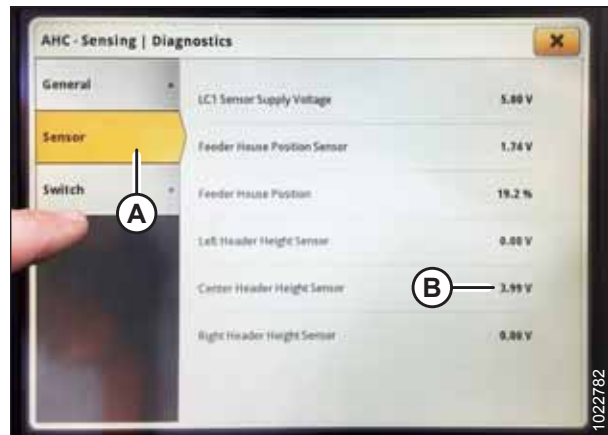 AHC - Sensing | Diagnostics
General
LC1 Sensor Supply Voltage 5.00 V
Sensor
Feeder House Position Sensor 1.74 V
Switch
Feeder House Position 19.2 %
A
Left Header Height Sensor 0.00 V
Center Header Height Sensor B 3.99 V
Right Header Height Sensor 0.00 V
1022782